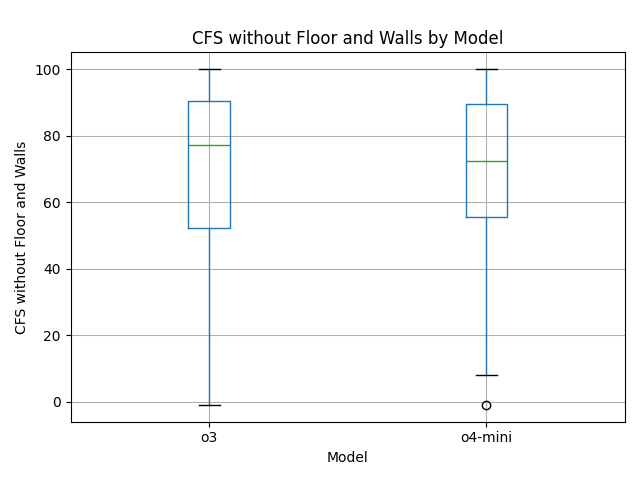 CFS without Floor and Walls by Model
100
80
60
40
20
0
CFS without Floor and Walls
o3
o4-mini
Model